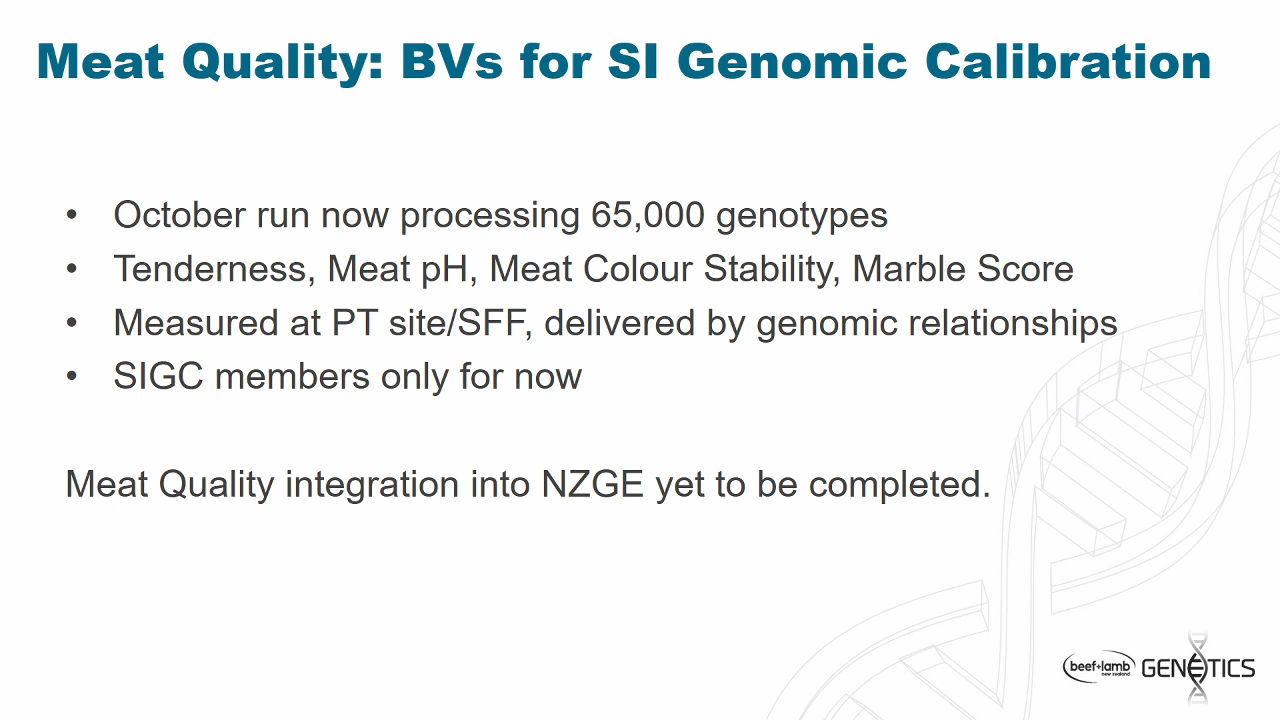 Meat Quality: BVs for SI Genomic Calibration
• October run now processing 65,000 genotypes
• Tenderness, Meat pH, Meat Colour Stability, Marble Score
• Measured at PT site/SFF, delivered by genomic relationships
• SIGC members only for now
Meat Quality integration into NZGE yet to be completed.
beef+lamb
new zealand
GENETICS